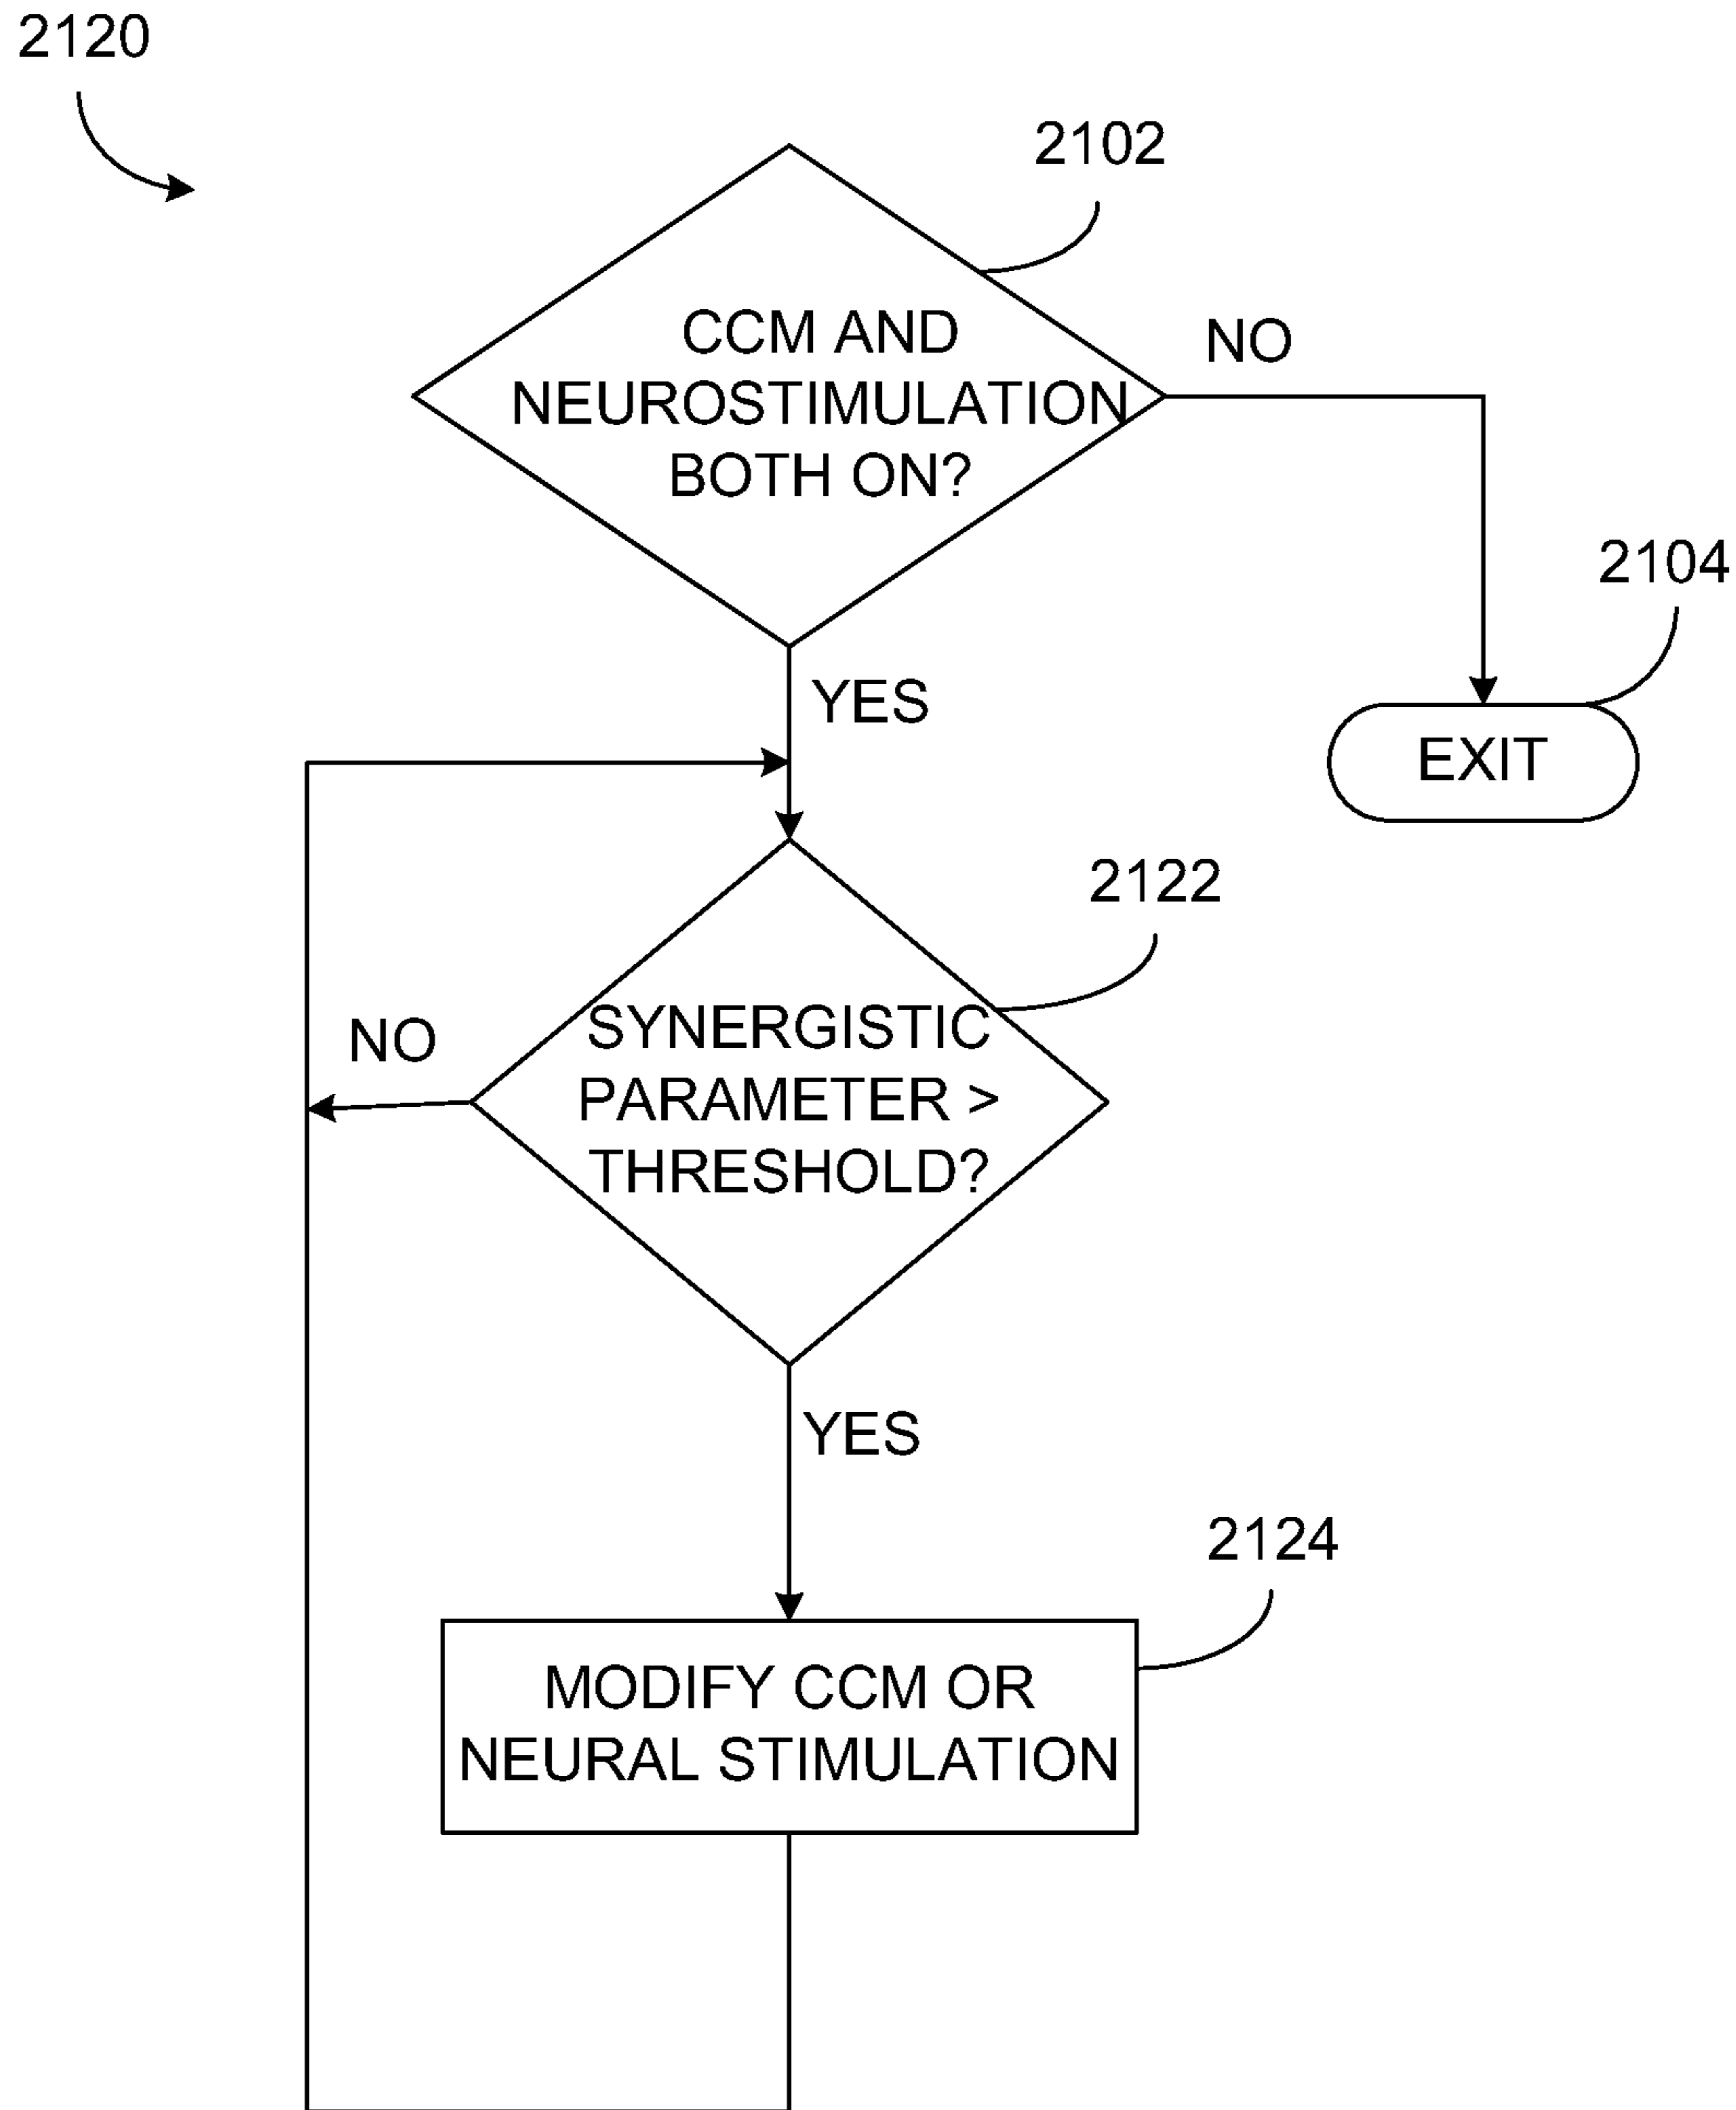 2120
2102
CCM AND
NEUROSTIMULATION
BOTH ON?
NO
2104
YES
EXIT
2122
SYNERGISTIC
PARAMETER >
THRESHOLD?
NO
YES
2124
MODIFY CCM OR
NEURAL STIMULATION